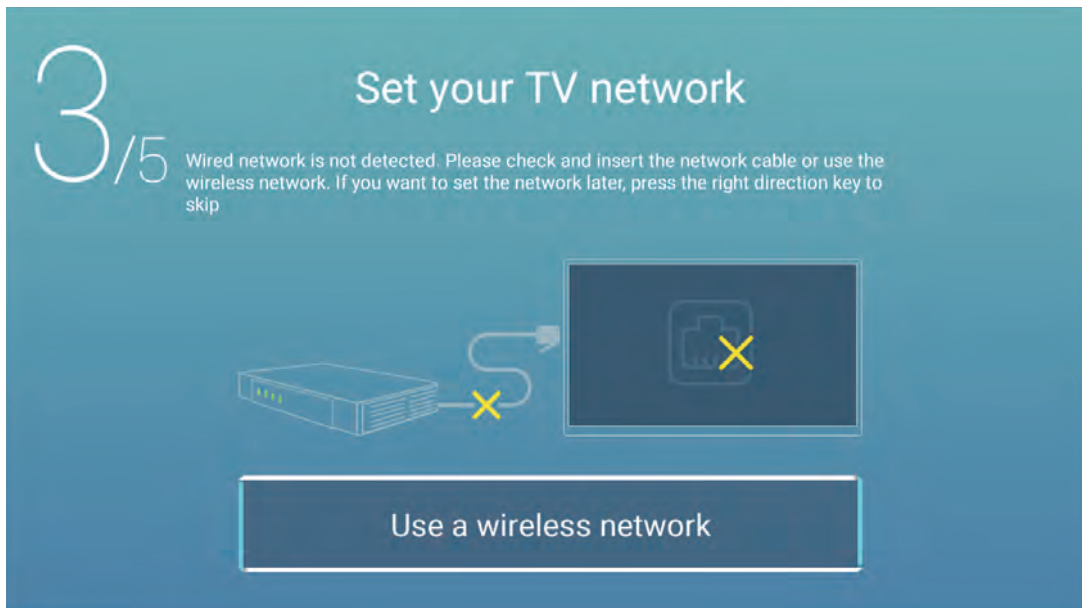 3/5
Set your TV network
Wired network is not detected. Please check and insert the network cable or use the
wireless network. If you want to set the network later, press the right direction key to
skip
Use a wireless network